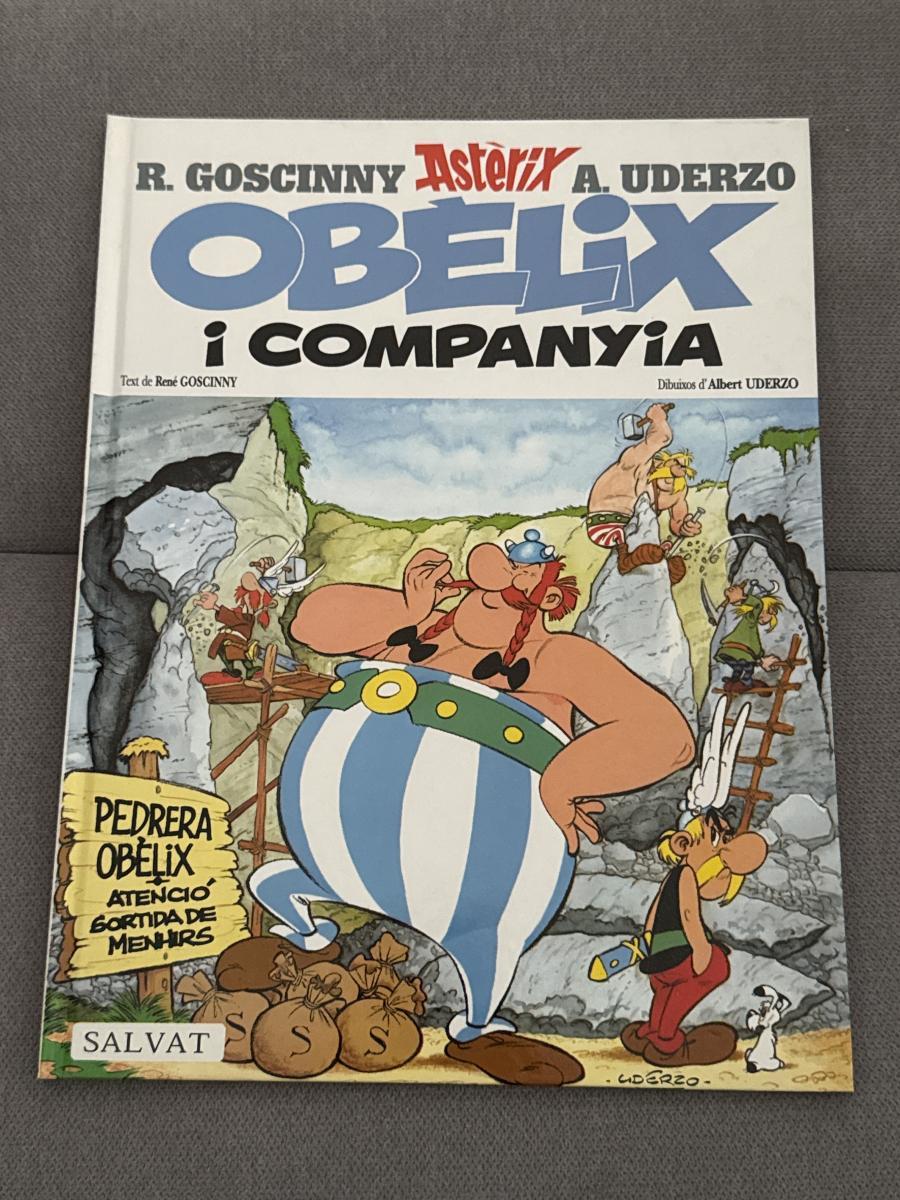 R. GOSCINNY Astèrix A. UDERZO
OBÈLiX
i COMPANYiA
Text de René GOSCINNY
Dibuixos d'Albert UDERZO
PEDRERA
OBÈLiX
ATENCIÓ
SORTIDA DE
MENHIRS
S S S
SALVAT
- UDERZO -